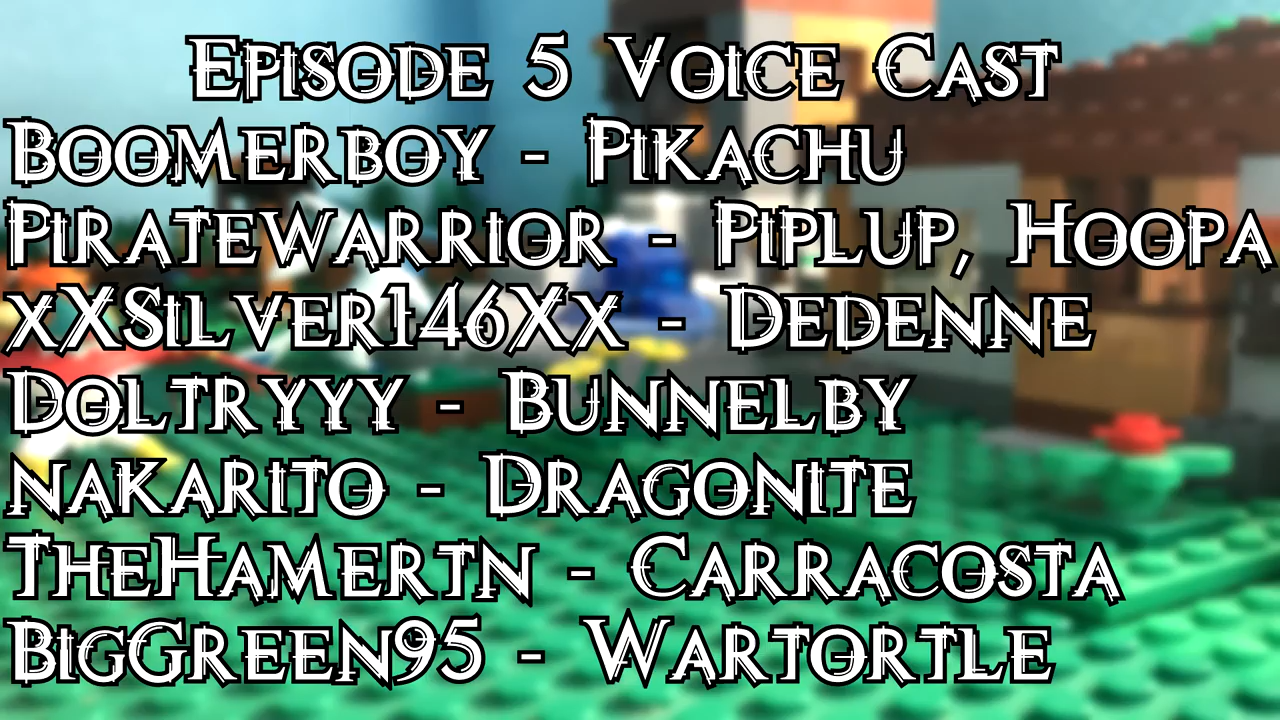 Episode 5 Voice Cast
Boomerboy - Pikachu
Piratewarrior - Piplup, Hoopa
xXSilver146Xx - Dedenne
Doltryyy - Bunnelby
nakarito - Dragonite
TheHamertn - Carracosta
BigGreen95 - Wartortle